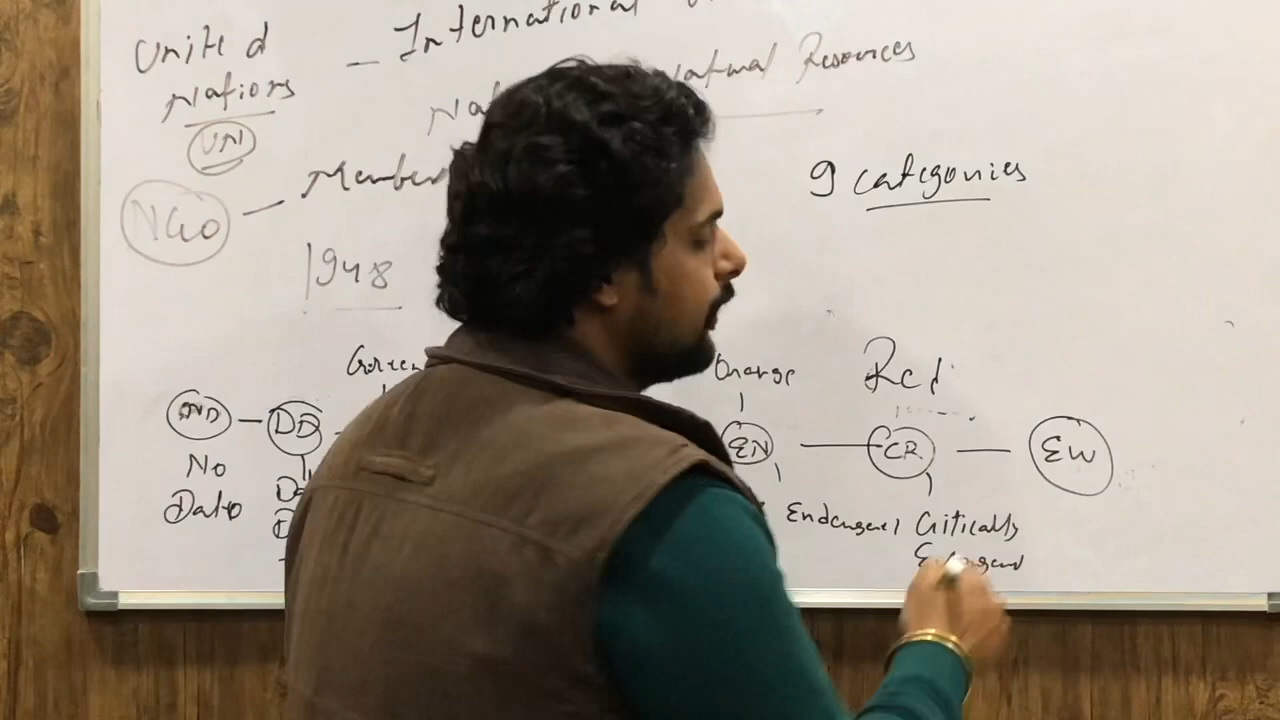 United — International
Nations
Natural Resources
UN
NGO — Member
1948
9 categories
Green
Orange
Red
ND — DD
EN — CR — EW
No
Data
Endangered
Critically